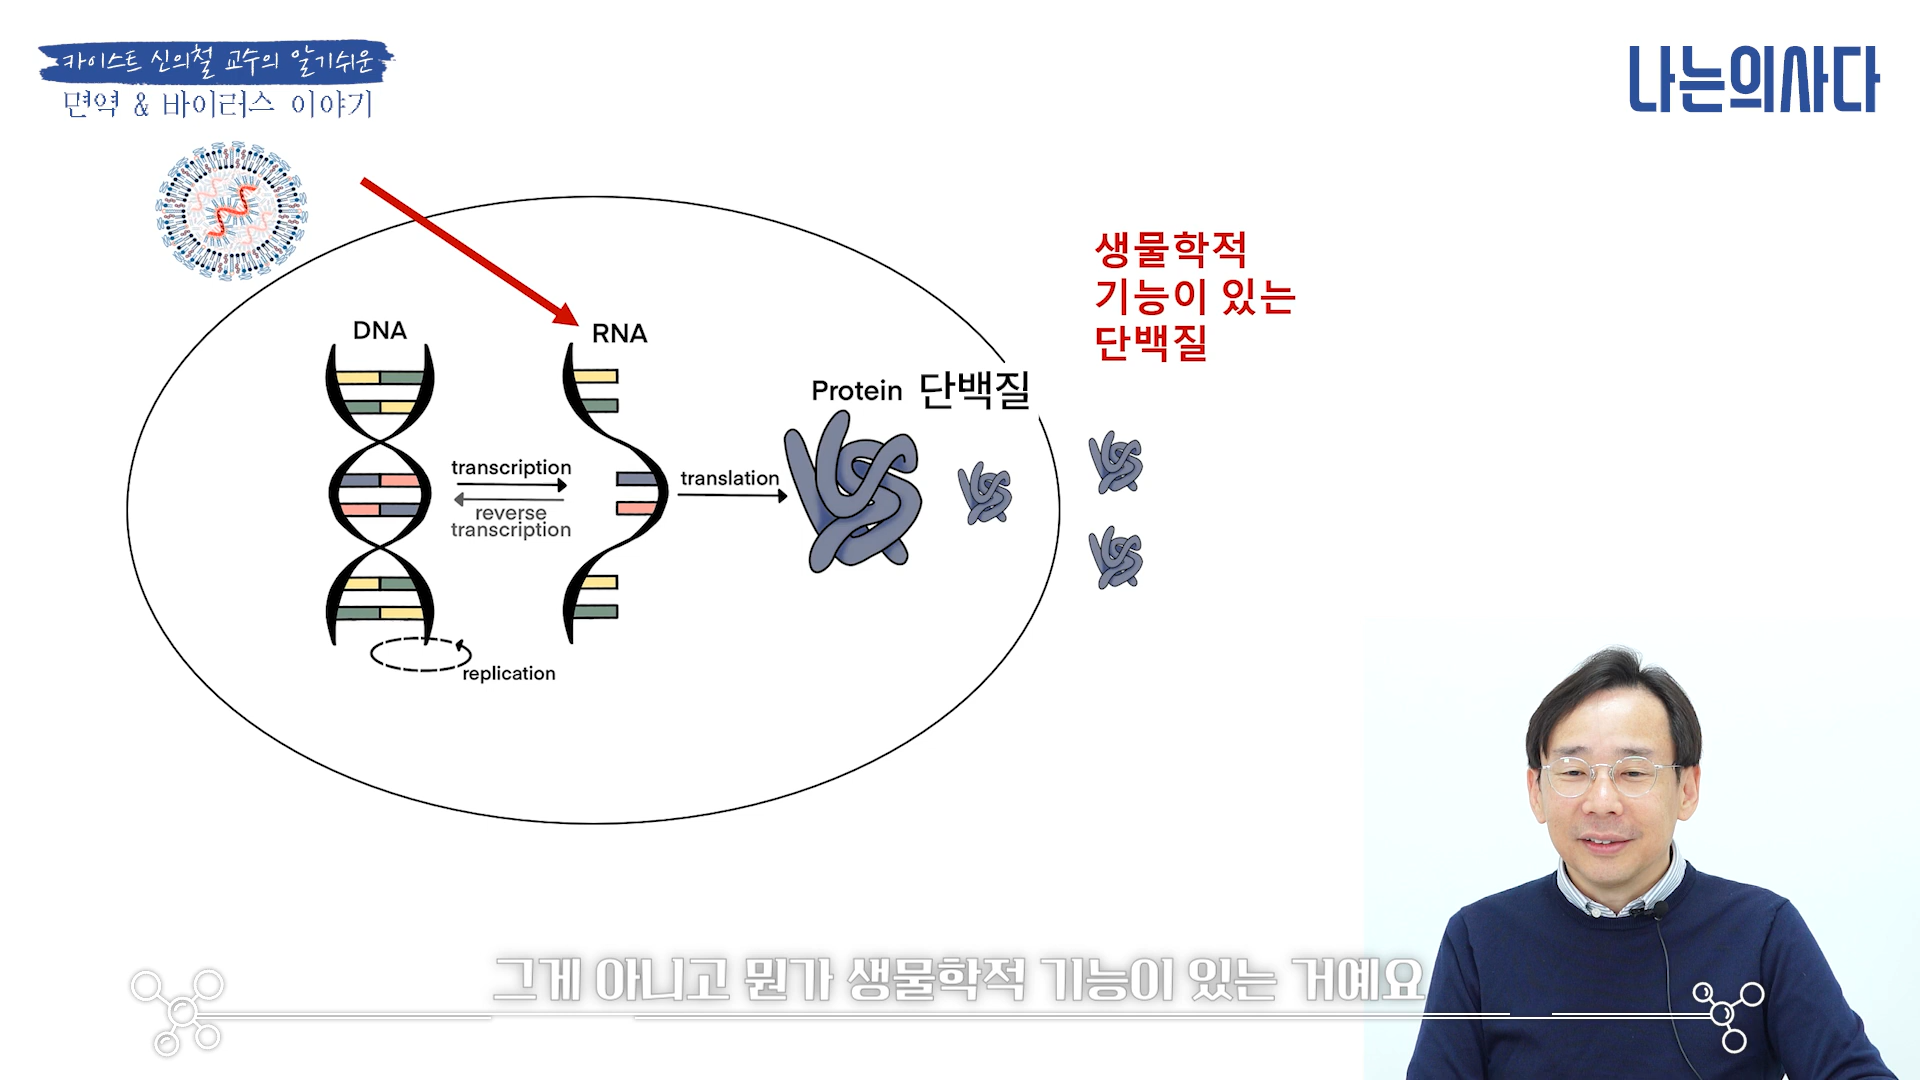 카이스트 신의철 교수의 알기쉬운
면역 & 바이러스 이야기
나는의사다
생물학적
기능이 있는
단백질
DNA
RNA
Protein 단백질
transcription
reverse
transcription
translation
replication
그게 아니고 뭔가 생물학적 기능이 있는 거예요